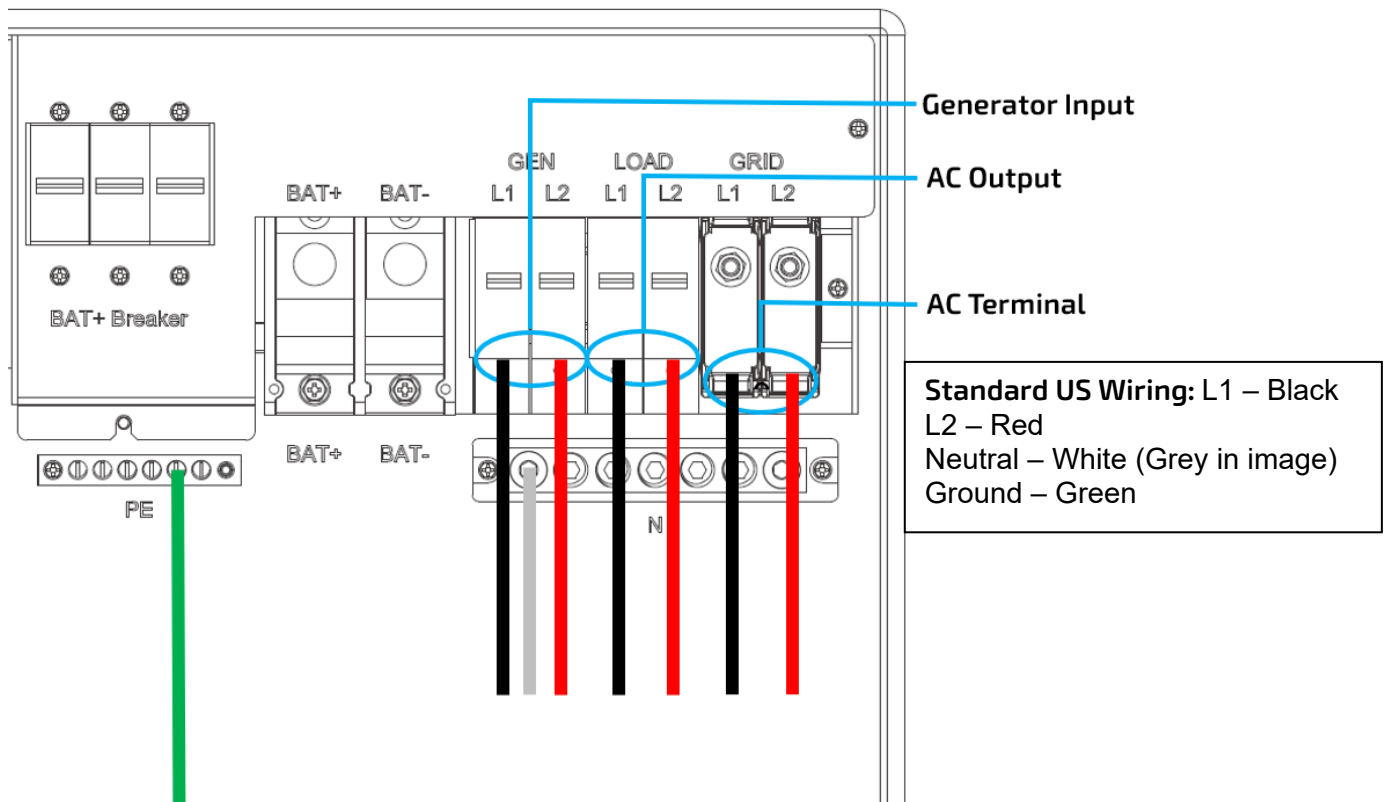 Generator Input
GEN LOAD GRID
AC Output
BAT+ BAT- L1 L2 L1 L2 L1 L2
BAT+ Breaker
AC Terminal
Standard US Wiring: L1 – Black
L2 – Red
Neutral – White (Grey in image)
Ground – Green
BAT+ BAT-
PE
N